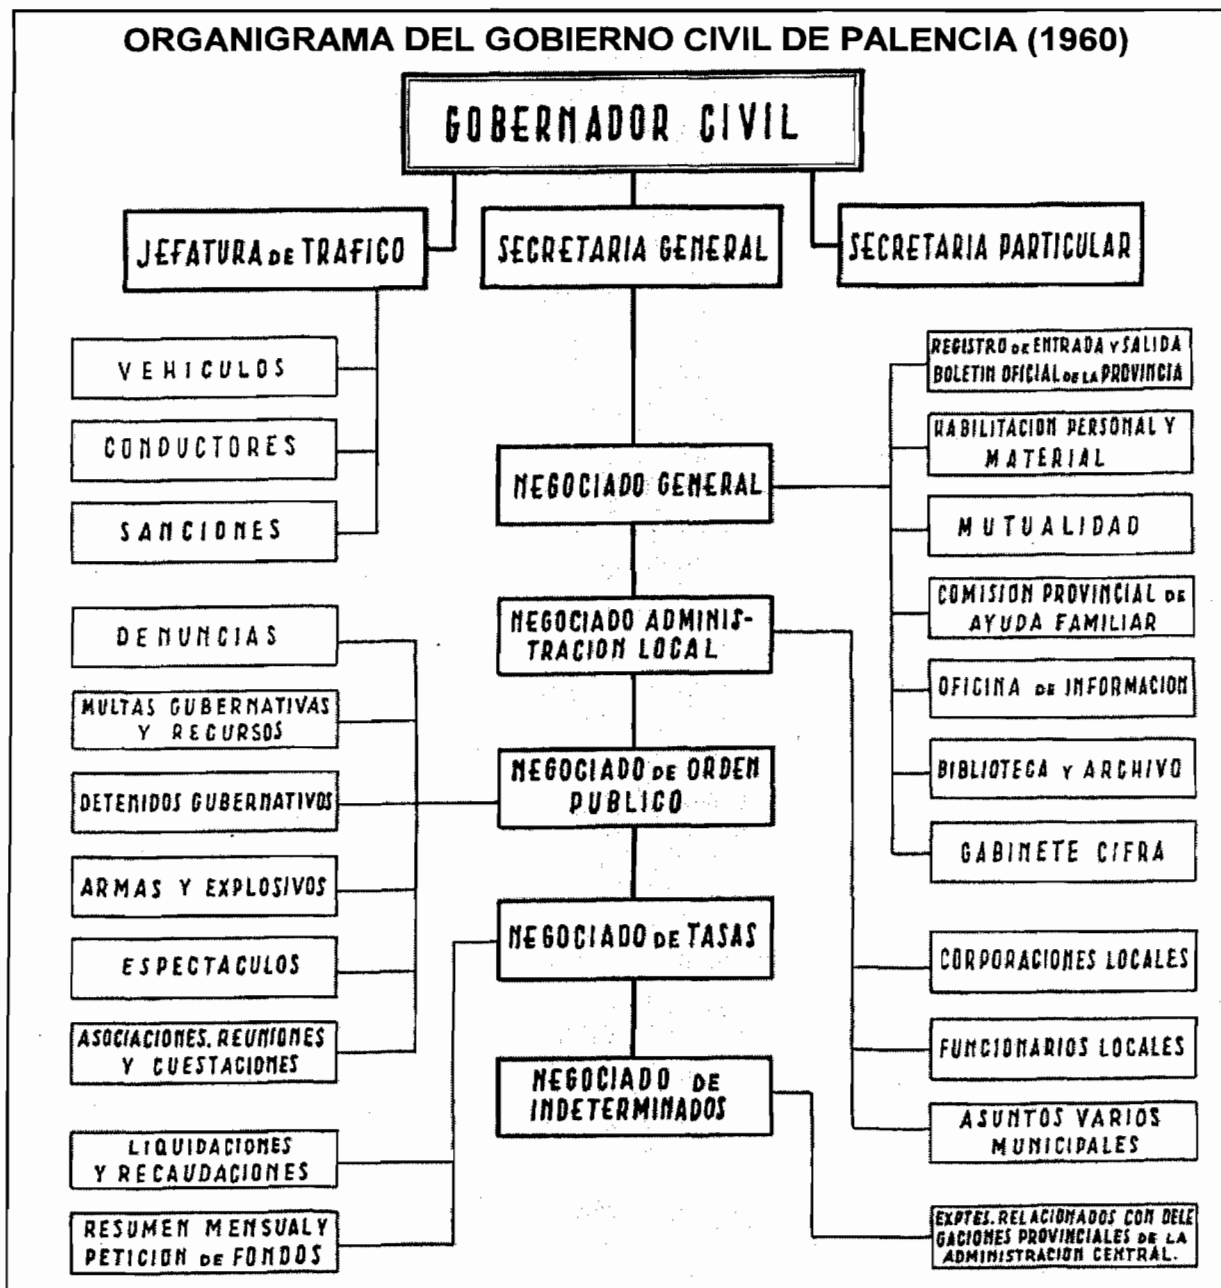 ORGANIGRAMA DEL GOBIERNO CIVIL DE PALENCIA (1960)
GOBERNADOR CIVIL
JEFATURA DE TRAFICO
SECRETARIA GENERAL
SECRETARIA PARTICULAR
VEHICULOS
CONDUCTORES
SANCIONES
DENUNCIAS
MULTAS GUBERNATIVAS
Y RECURSOS
DETENIDOS GUBERNATIVOS
ARMAS Y EXPLOSIVOS
ESPECTACULOS
ASOCIACIONES, REUNIONES
Y CUESTACIONES
LIQUIDACIONES
Y RECAUDACIONES
RESUMEN MENSUAL Y
PETICION DE FONDOS
NEGOCIADO GENERAL
NEGOCIADO ADMINIS-
TRACION LOCAL
NEGOCIADO DE ORDEN
PUBLICO
NEGOCIADO DE TASAS
NEGOCIADO DE
INDETERMINADOS
REGISTRO DE ENTRADA Y SALIDA
BOLETIN OFICIAL DE LA PROVINCIA
HABILITACION PERSONAL Y
MATERIAL
MUTUALIDAD
COMISION PROVINCIAL DE
AYUDA FAMILIAR
OFICINA DE INFORMACION
BIBLIOTECA Y ARCHIVO
GABINETE CIFRA
CORPORACIONES LOCALES
FUNCIONARIOS LOCALES
ASUNTOS VARIOS
MUNICIPALES
EXPTES. RELACIONADOS CON DELE
GACIONES PROVINCIALES DE LA
ADMINISTRACION CENTRAL.